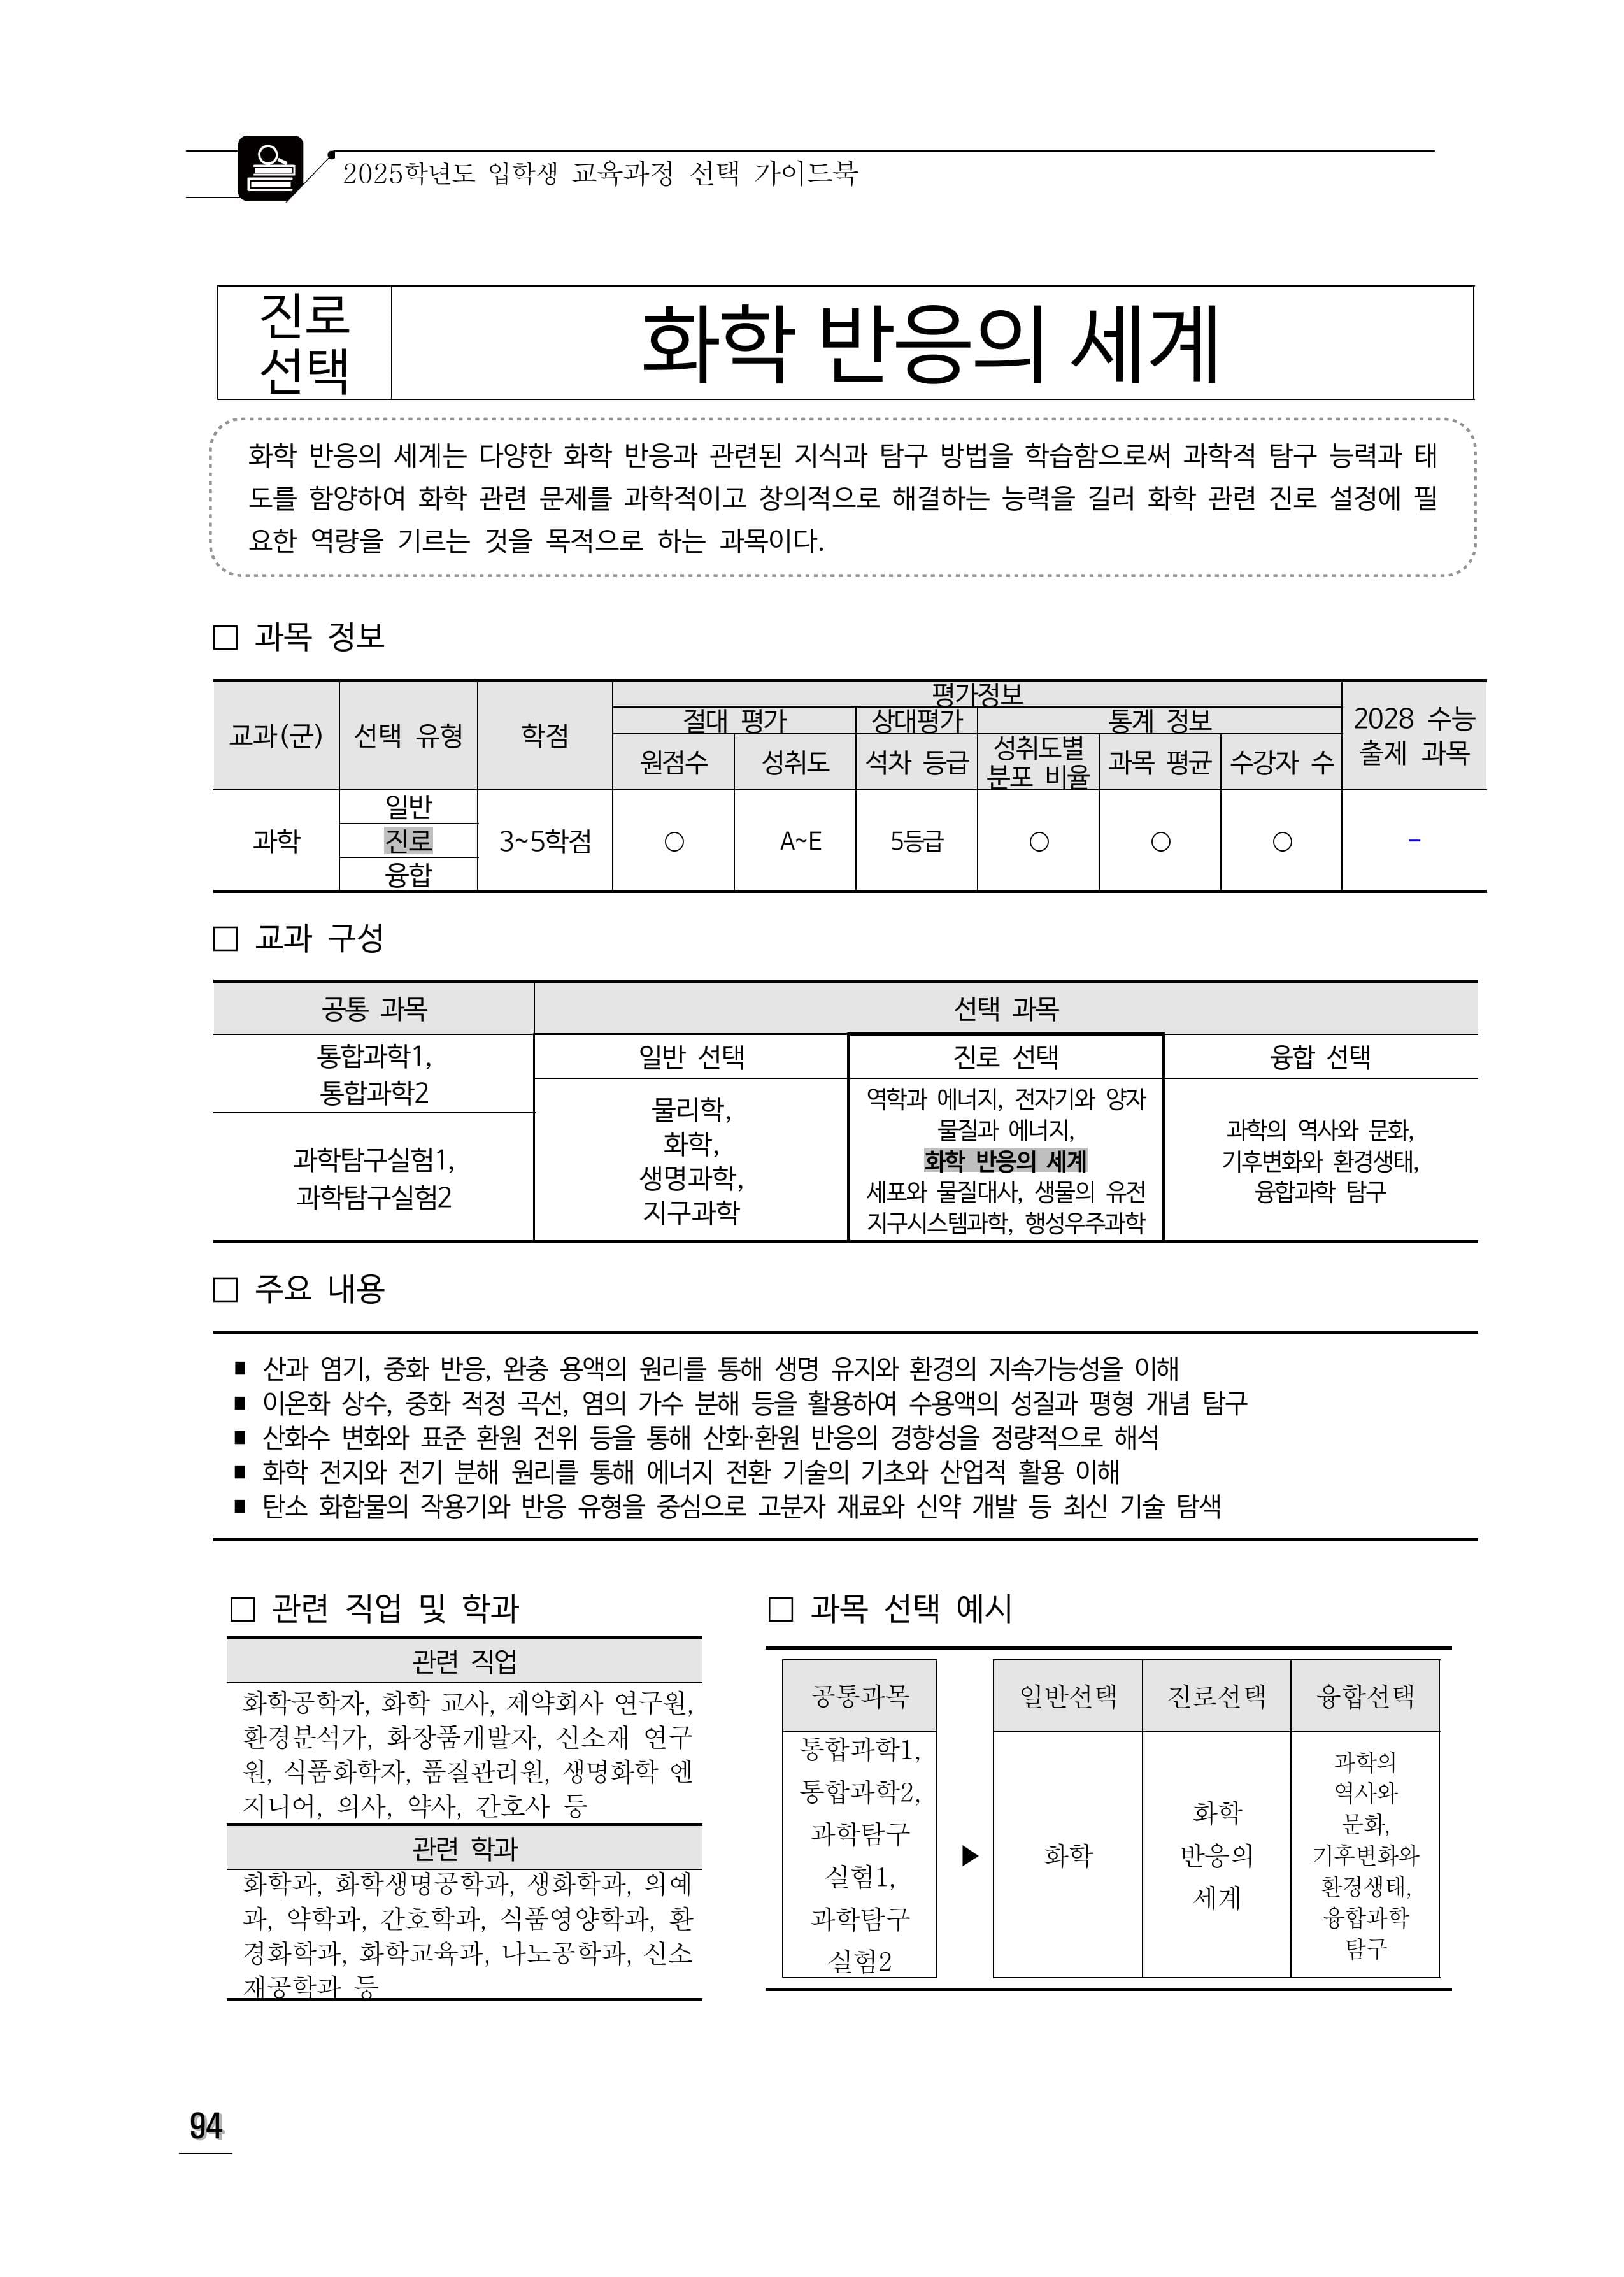 2025학년도 입학생 교육과정 선택 가이드북
진로
선택
화학 반응의 세계
화학 반응의 세계는 다양한 화학 반응과 관련된 지식과 탐구 방법을 학습함으로써 과학적 탐구 능력과 태
도를 함양하여 화학 관련 문제를 과학적이고 창의적으로 해결하는 능력을 길러 화학 관련 진로 설정에 필
요한 역량을 기르는 것을 목적으로 하는 과목이다.
□ 과목 정보
교과(군) 선택 유형 학점 평가정보 2028 수능
출제 과목
절대 평가 상대평가 통계 정보
원점수 성취도 석차 등급 성취도별
분포 비율 과목 평균 수강자 수
과학 일반
진로
융합
3~5학점 ○ A~E 5등급 ○ ○ ○ -
□ 교과 구성
공통 과목 선택 과목
통합과학1,
통합과학2
과학탐구실험1,
과학탐구실험2
일반 선택 진로 선택 융합 선택
물리학,
화학,
생명과학,
지구과학
역학과 에너지, 전자기와 양자
물질과 에너지,
화학 반응의 세계
세포와 물질대사, 생물의 유전
지구시스템과학, 행성우주과학
과학의 역사와 문화,
기후변화와 환경생태,
융합과학 탐구
□ 주요 내용
■ 산과 염기, 중화 반응, 완충 용액의 원리를 통해 생명 유지와 환경의 지속가능성을 이해
■ 이온화 상수, 중화 적정 곡선, 염의 가수 분해 등을 활용하여 수용액의 성질과 평형 개념 탐구
■ 산화수 변화와 표준 환원 전위 등을 통해 산화·환원 반응의 경향성을 정량적으로 해석
■ 화학 전지와 전기 분해 원리를 통해 에너지 전환 기술의 기초와 산업적 활용 이해
■ 탄소 화합물의 작용기와 반응 유형을 중심으로 고분자 재료와 신약 개발 등 최신 기술 탐색
□ 관련 직업 및 학과
관련 직업
화학공학자, 화학 교사, 제약회사 연구원,
환경분석가, 화장품개발자, 신소재 연구
원, 식품화학자, 품질관리원, 생명화학 엔
지니어, 의사, 약사, 간호사 등
관련 학과
화학과, 화학생명공학과, 생화학과, 의예
과, 약학과, 간호학과, 식품영양학과, 환
경화학과, 화학교육과, 나노공학과, 신소
재공학과 등
□ 과목 선택 예시
공통과목
통합과학1,
통합과학2,
과학탐구
실험1,
과학탐구
실험2
▶
일반선택 진로선택 융합선택
화학
화학
반응의
세계
과학의
역사와
문화,
기후변화와
환경생태,
융합과학
탐구
94